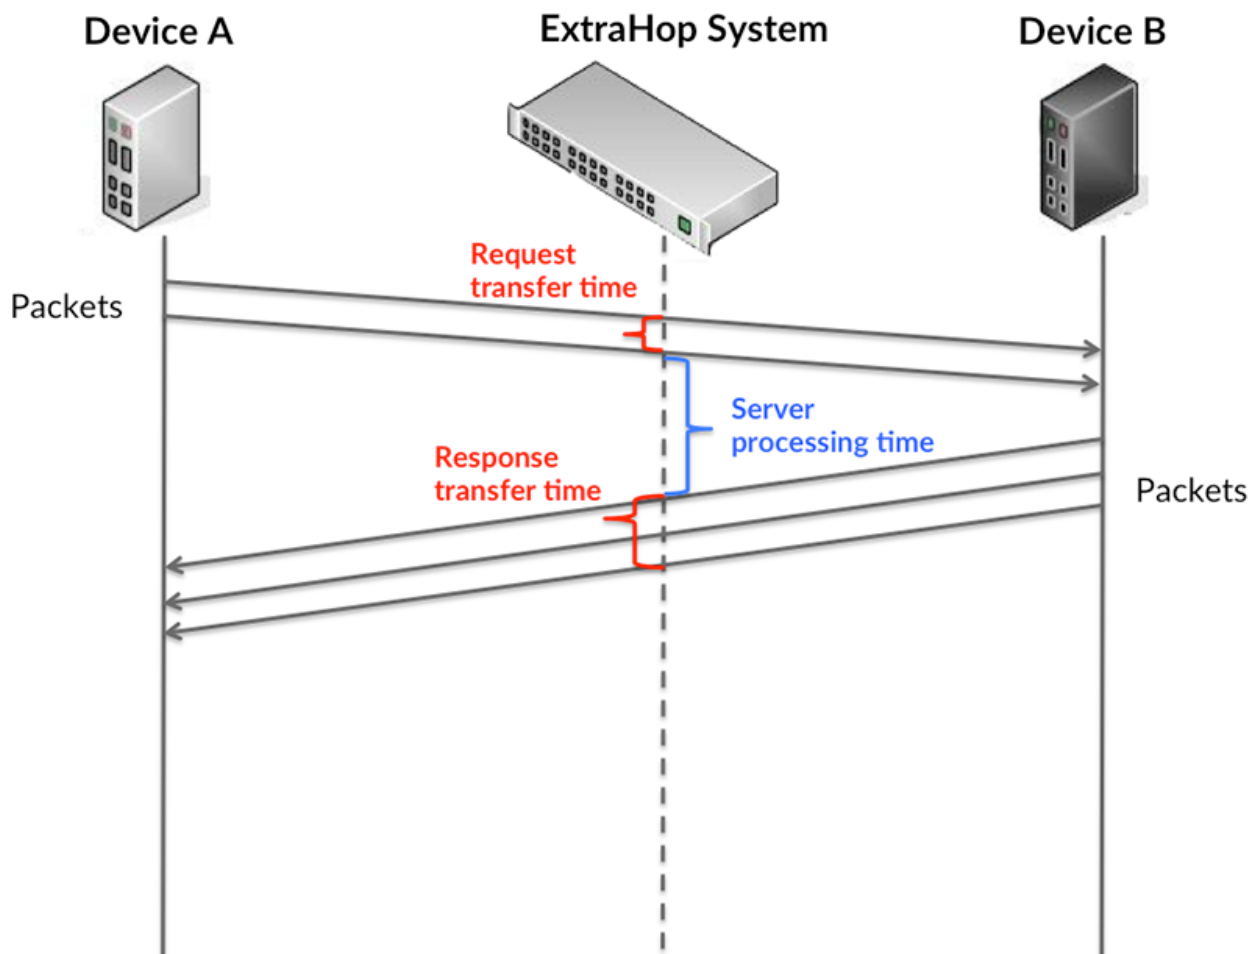 Device A
ExtraHop System
Device B
Request
transfer time
Packets
Server
processing time
Response
transfer time
Packets